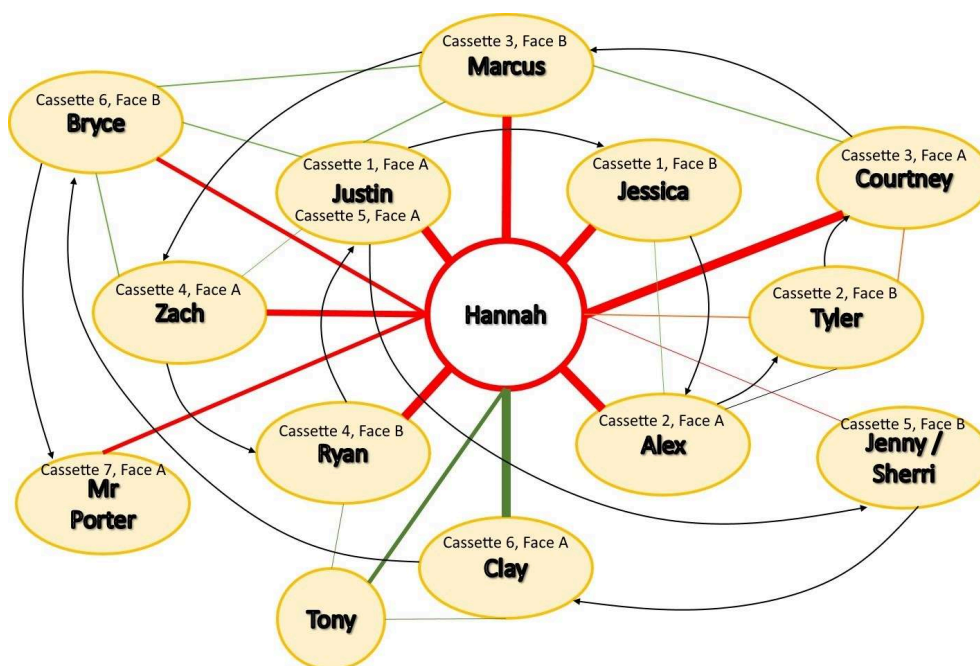 Cassette 3, Face B
Marcus
Cassette 6, Face B
Bryce
Cassette 1, Face A
Justin
Cassette 5, Face A
Cassette 1, Face B
Jessica
Cassette 3, Face A
Courtney
Cassette 4, Face A
Zach
Hannah
Cassette 2, Face B
Tyler
Cassette 4, Face B
Ryan
Cassette 2, Face A
Alex
Cassette 5, Face B
Jenny /
Sherri
Cassette 7, Face A
Mr
Porter
Cassette 6, Face A
Clay
Tony